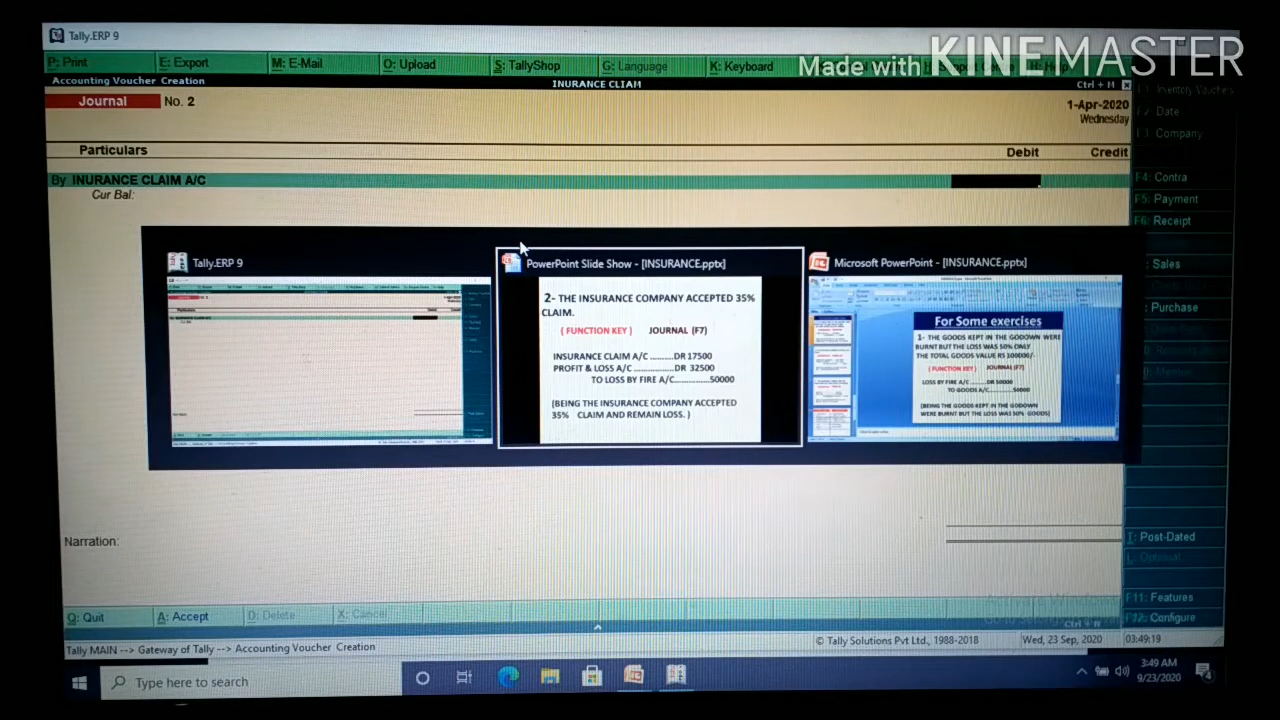 Tally.ERP 9
P: Print E: Export M: E-Mail O: Upload S: TallyShop G: Language K: Keyboard
Made with KINEMASTER
Accounting Voucher Creation INURANCE CLIAM Ctrl + M
Journal No. 2 1-Apr-2020
Wednesday
F2 Date
Company
Particulars Debit Credit
By INURANCE CLAIM A/C
Cur Bal:
F4: Contra
F5: Payment
F6: Receipt
: Sales
: Purchase
Tally.ERP 9
PowerPoint Slide Show - [INSURANCE.pptx]
2- THE INSURANCE COMPANY ACCEPTED 35%
CLAIM.
( FUNCTION KEY ) JOURNAL (F7)
INSURANCE CLAIM A/C ..........DR 17500
PROFIT & LOSS A/C .................DR 32500
TO LOSS BY FIRE A/C...............50000
(BEING THE INSURANCE COMPANY ACCEPTED
35% CLAIM AND REMAIN LOSS. )
Microsoft PowerPoint - [INSURANCE.pptx]
For Some exercises
1- THE GOODS KEPT IN THE GODOWN WERE
BURNT BUT THE LOSS WAS 50% ONLY
THE TOTAL GOODS VALUE RS 100000/-
( FUNCTION KEY ) JOURNAL (F7)
LOSS BY FIRE A/C ..........DR 50000
TO GOODS A/C...............50000
(BEING THE GOODS KEPT IN THE GODOWN
WERE BURNT BUT THE LOSS WAS 50% GOODS)
Narration:
T: Post-Dated
L: Optional
F11: Features
F12: Configure
Q: Quit A: Accept D: Delete X: Cancel
Ctrl + N
Tally MAIN --> Gateway of Tally --> Accounting Voucher Creation © Tally Solutions Pvt Ltd., 1988-2018 Wed, 23 Sep, 2020 03:49:19
Type here to search
3:49 AM
9/23/2020
4